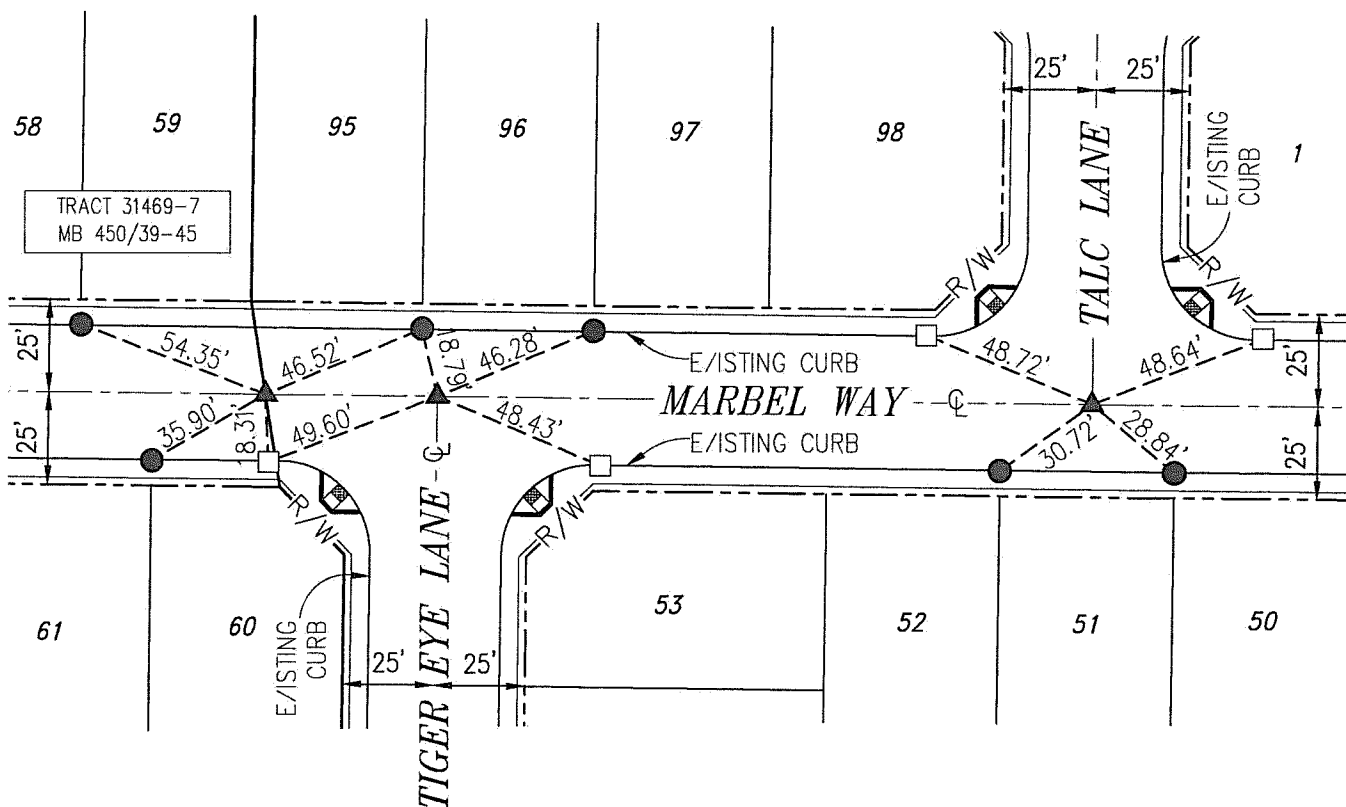 25'
25'
58
59
95
96
97
98
TALC LANE
E/ISTING
CURB
1
TRACT 31469-7
MB 450/39-45
R/W
R/W
25'
25'
54.35'
46.52'
18.79'
46.28'
E/ISTING CURB
MARBEL WAY
℄
48.72'
48.64'
25'
25'
35.90'
18.31'
49.60'
48.43'
℄
E/ISTING CURB
30.72'
28.84'
R/W
R/W
TIGER EYE LANE
61
60
E/ISTING
CURB
25'
25'
53
52
51
50